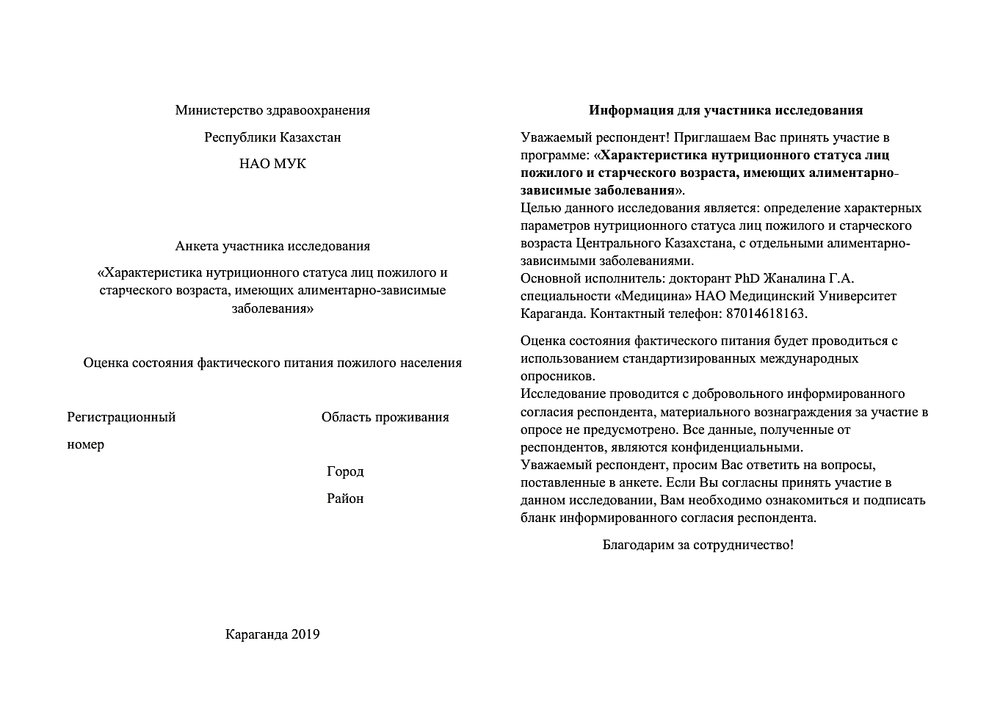 Министерство здравоохранения
Республики Казахстан
НАО МУК
Анкета участника исследования
«Характеристика нутриционного статуса лиц пожилого и
старческого возраста, имеющих алиментарно-зависимые
заболевания»
Оценка состояния фактического питания пожилого населения
Регистрационный
номер
Область проживания
Город
Район
Караганда 2019
Информация для участника исследования
Уважаемый респондент! Приглашаем Вас принять участие в
программе: «Характеристика нутриционного статуса лиц
пожилого и старческого возраста, имеющих алиментарно-
зависимые заболевания».
Целью данного исследования является: определение характерных
параметров нутриционного статуса лиц пожилого и старческого
возраста Центрального Казахстана, с отдельными алиментарно-
зависимыми заболеваниями.
Основной исполнитель: докторант PhD Жаналина Г.А.
специальности «Медицина» НАО Медицинский Университет
Караганда. Контактный телефон: 87014618163.
Оценка состояния фактического питания будет проводиться с
использованием стандартизированных международных
опросников.
Исследование проводится с добровольного информированного
согласия респондента, материального вознаграждения за участие в
опросе не предусмотрено. Все данные, полученные от
респондентов, являются конфиденциальными.
Уважаемый респондент, просим Вас ответить на вопросы,
поставленные в анкете. Если Вы согласны принять участие в
данном исследовании, Вам необходимо ознакомиться и подписать
бланк информированного согласия респондента.
Благодарим за сотрудничество!